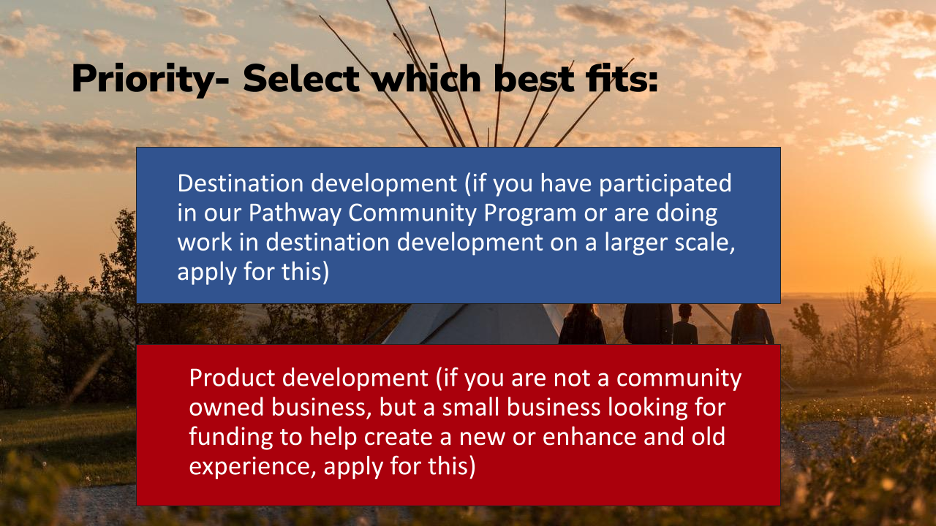 Priority- Select which best fits:
Destination development (if you have participated
in our Pathway Community Program or are doing
work in destination development on a larger scale,
apply for this)
Product development (if you are not a community
owned business, but a small business looking for
funding to help create a new or enhance and old
experience, apply for this)